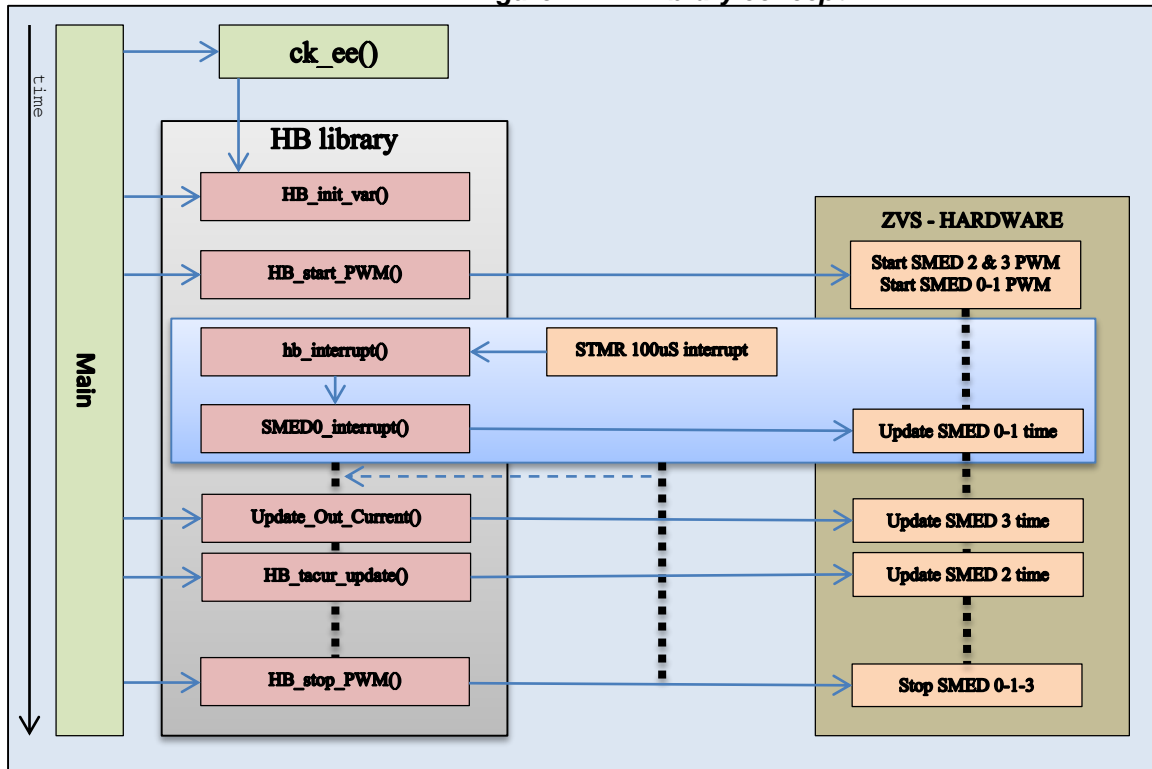 time
Main
ck_ee()
HB library
HB_init_var()
HB_start_PWM()
hb_interrupt()
STMR 100uS interrupt
SMED0_interrupt()
Update_Out_Current()
HB_tacur_update()
HB_stop_PWM()
ZVS - HARDWARE
Start SMED 2 & 3 PWM
Start SMED 0-1 PWM
Update SMED 0-1 time
Update SMED 3 time
Update SMED 2 time
Stop SMED 0-1-3